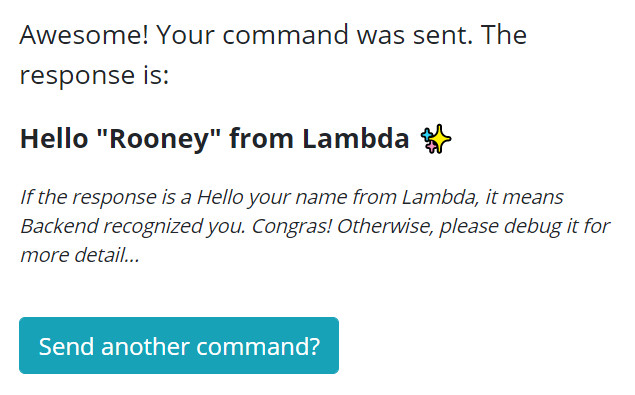 Awesome! Your command was sent. The
response is:
Hello "Rooney" from Lambda ✨
If the response is a Hello your name from Lambda, it means
Backend recognized you. Congras! Otherwise, please debug it for
more detail...
Send another command?